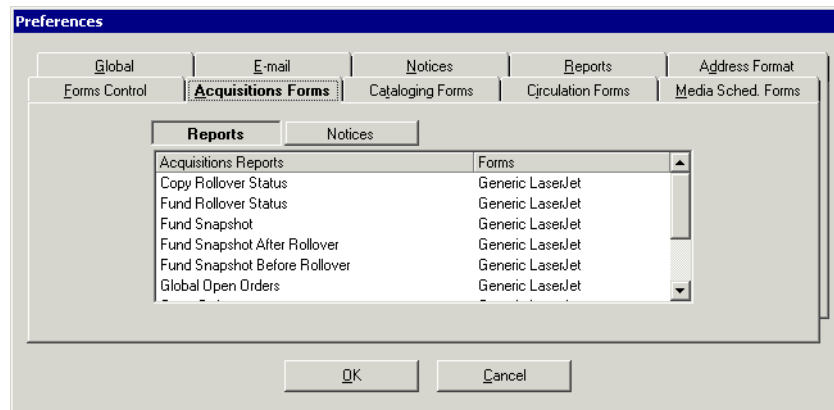 Preferences
Global E-mail Notices Reports Address Format
Forms Control Acquisitions Forms Cataloging Forms Circulation Forms Media Sched. Forms
Reports Notices
Acquisitions Reports Forms
Copy Rollover Status Generic LaserJet
Fund Rollover Status Generic LaserJet
Fund Snapshot Generic LaserJet
Fund Snapshot After Rollover Generic LaserJet
Fund Snapshot Before Rollover Generic LaserJet
Global Open Orders Generic LaserJet
OK Cancel